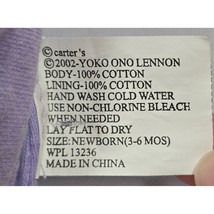 ©carter's
©2002-YOKO ONO LENNON
BODY-100% COTTON
LINING-100% COTTON
HAND WASH COLD WATER
USE NON-CHLORINE BLEACH
WHEN NEEDED
LAY FLAT TO DRY
SIZE:NEWBORN(3-6 MOS)
WPL 13236
MADE IN CHINA